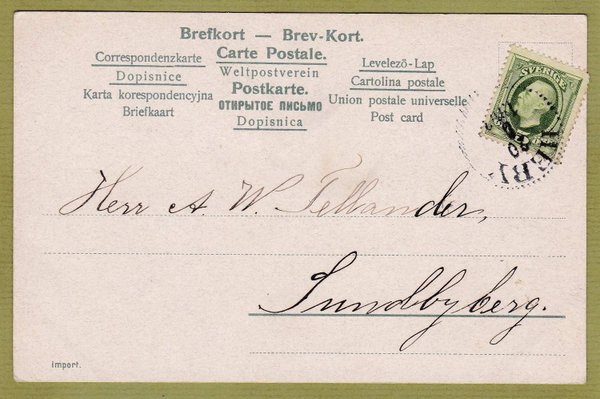 Brefkort — Brev-Kort.
Correspondenzkarte
Carte Postale.
Levelező-Lap
Dopisnice
Weltpostverein
Cartolina postale
Karta korespondencyjna
Postkarte.
Union postale universelle
Briefkaart
ОТКРЫТОЕ ПИСЬМО
Post card
Dopisnica
SVERIGE
Herr A. W. Tellander,
Sundbyberg.
Import.